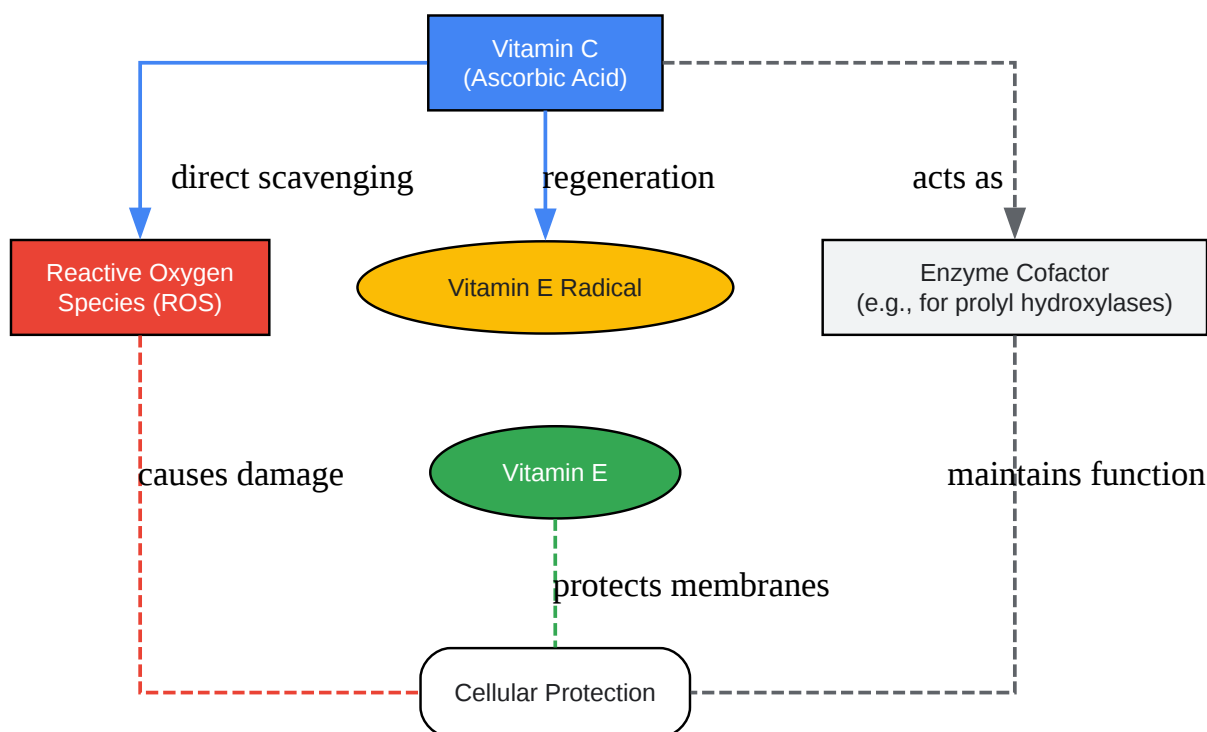 Vitamin C
(Ascorbic Acid)
direct scavenging
regeneration
acts as
Reactive Oxygen
Species (ROS)
Vitamin E Radical
Enzyme Cofactor
(e.g., for prolyl hydroxylases)
causes damage
Vitamin E
maintains function
protects membranes
Cellular Protection